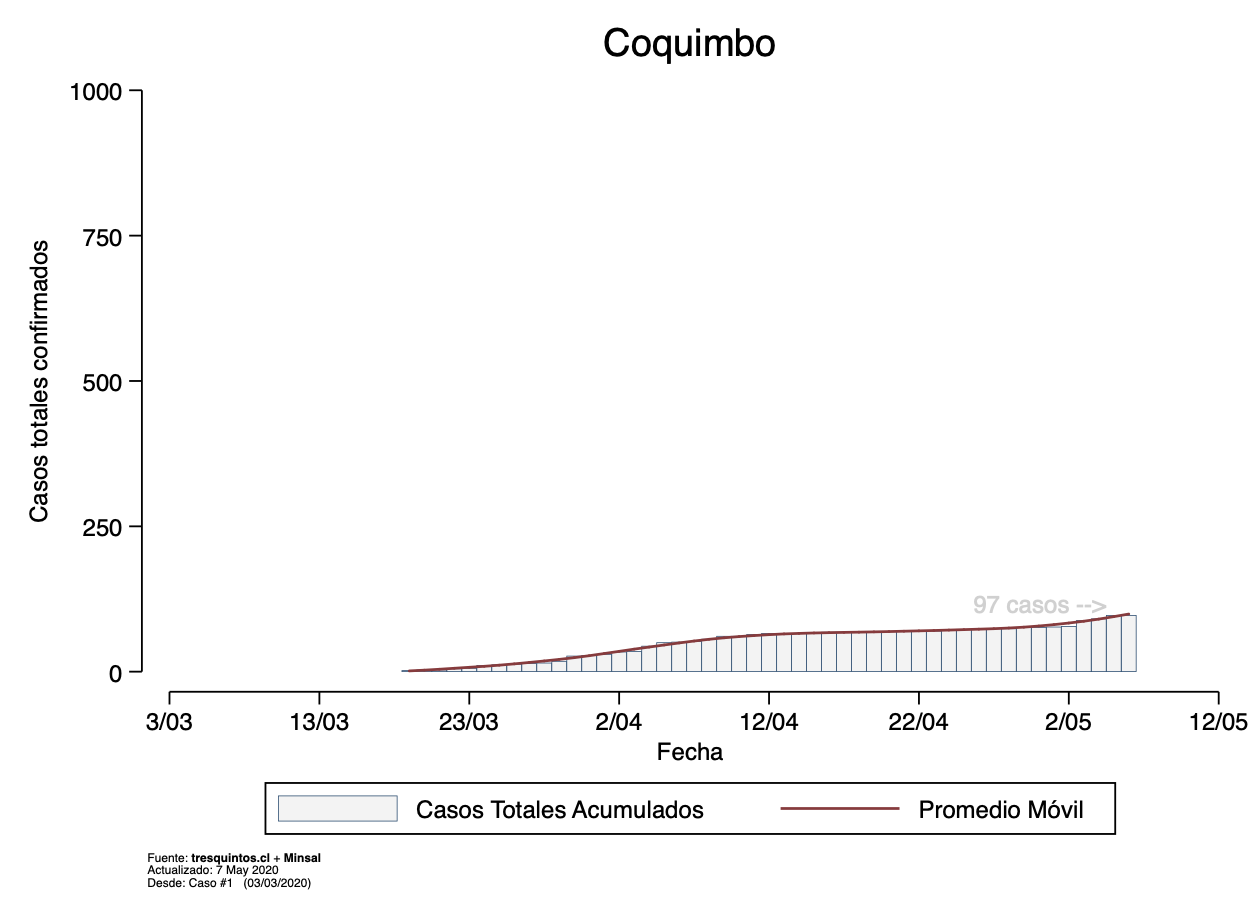 Coquimbo
1000
750
500
250
0
Casos totales confirmados
97 casos -->
3/03 13/03 23/03 2/04 12/04 22/04 2/05 12/05
Fecha
Casos Totales Acumulados Promedio Móvil
Fuente: tresquintos.cl + Minsal
Actualizado: 7 May 2020
Desde: Caso #1 (03/03/2020)